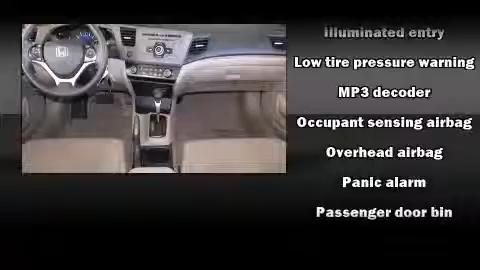 illuminated entry
Low tire pressure warning
MP3 decoder
Occupant sensing airbag
Overhead airbag
Panic alarm
Passenger door bin